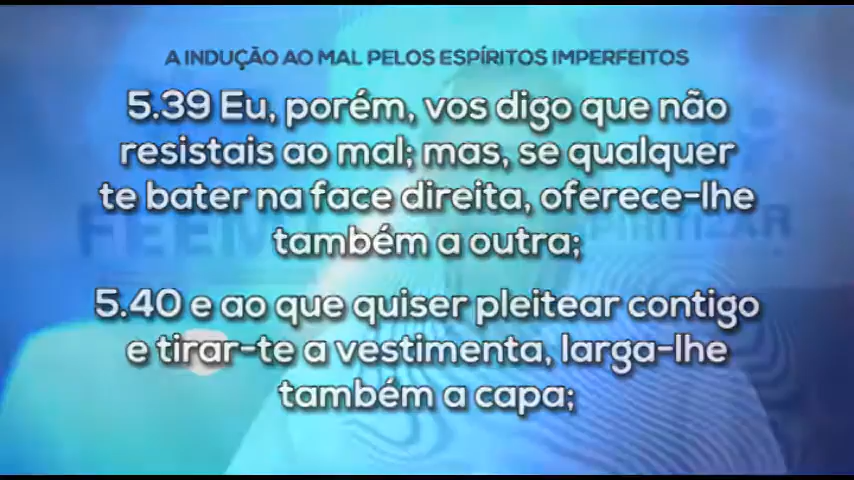 A INDUÇÃO AO MAL PELOS ESPÍRITOS IMPERFEITOS
5.39 Eu, porém, vos digo que não
resistais ao mal; mas, se qualquer
te bater na face direita, oferece-lhe
também a outra;
5.40 e ao que quiser pleitear contigo
e tirar-te a vestimenta, larga-lhe
também a capa;